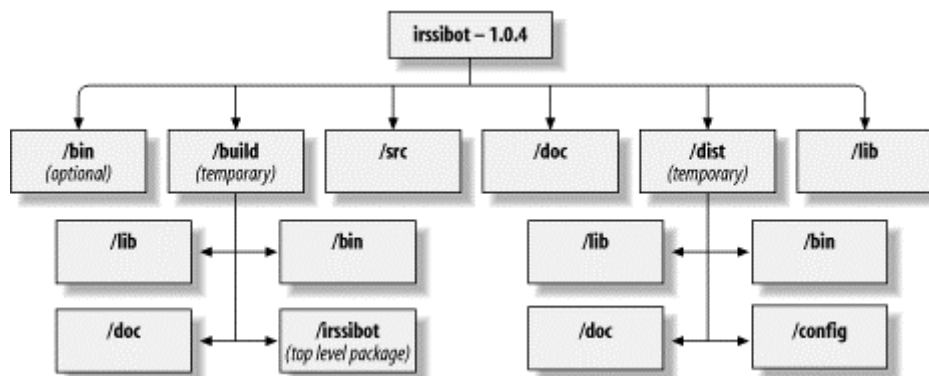 irssibot – 1.0.4
/bin
(optional)
/build
(temporary)
/src
/doc
/dist
(temporary)
/lib
/lib
/bin
/lib
/bin
/doc
/irssibot
(top level package)
/doc
/config